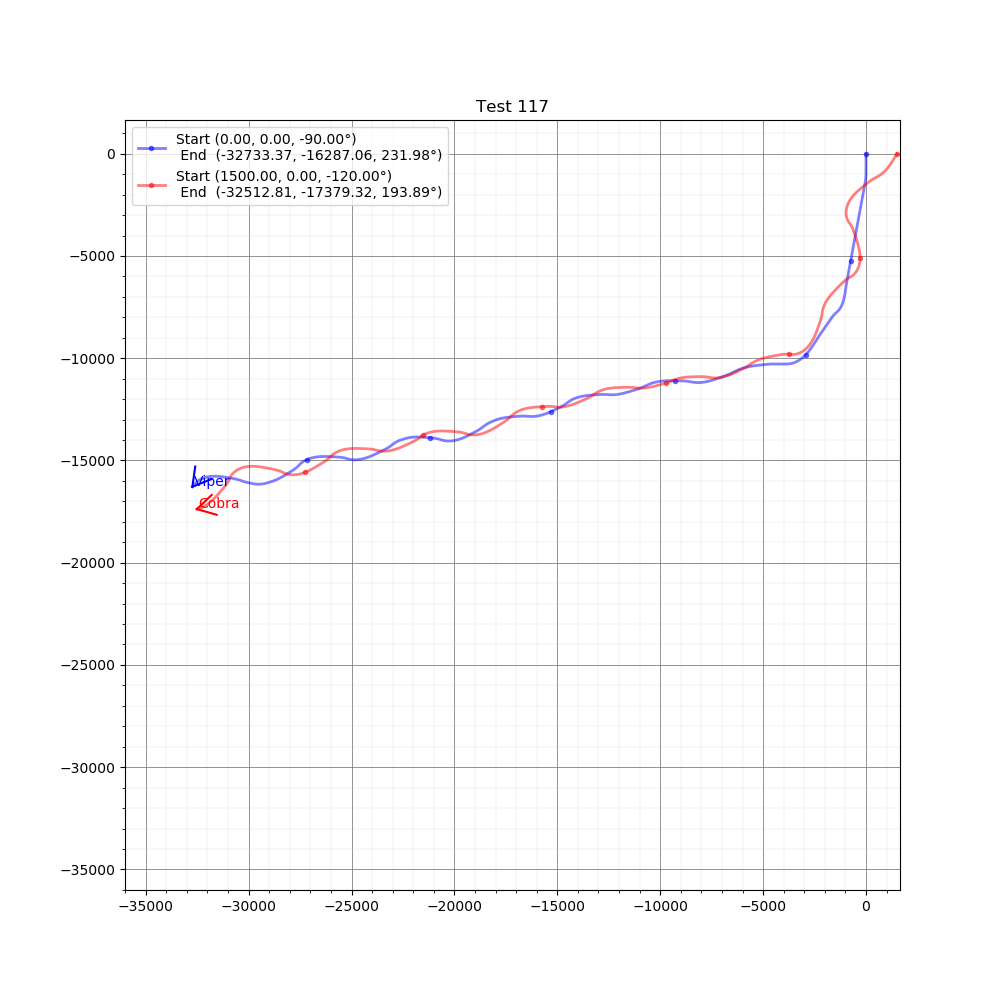 Test 117
Start (0.00, 0.00, -90.00°)
End (-32733.37, -16287.06, 231.98°)
Start (1500.00, 0.00, -120.00°)
End (-32512.81, -17379.32, 193.89°)
0
−5000
−10000
−15000
−20000
−25000
−30000
−35000
Viper
Cobra
−35000 −30000 −25000 −20000 −15000 −10000 −5000 0